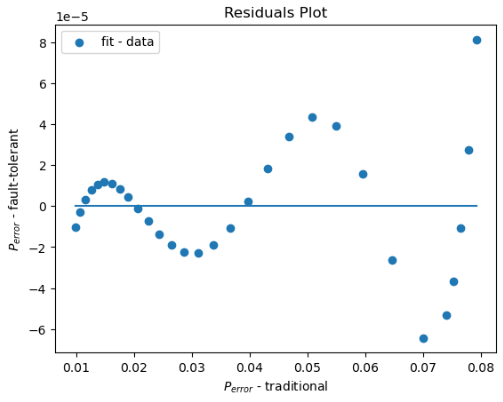 Residuals Plot
1e−5
fit - data
8
6
4
2
0
−2
−4
−6
P_error - fault-tolerant
0.01 0.02 0.03 0.04 0.05 0.06 0.07 0.08
P_error - traditional